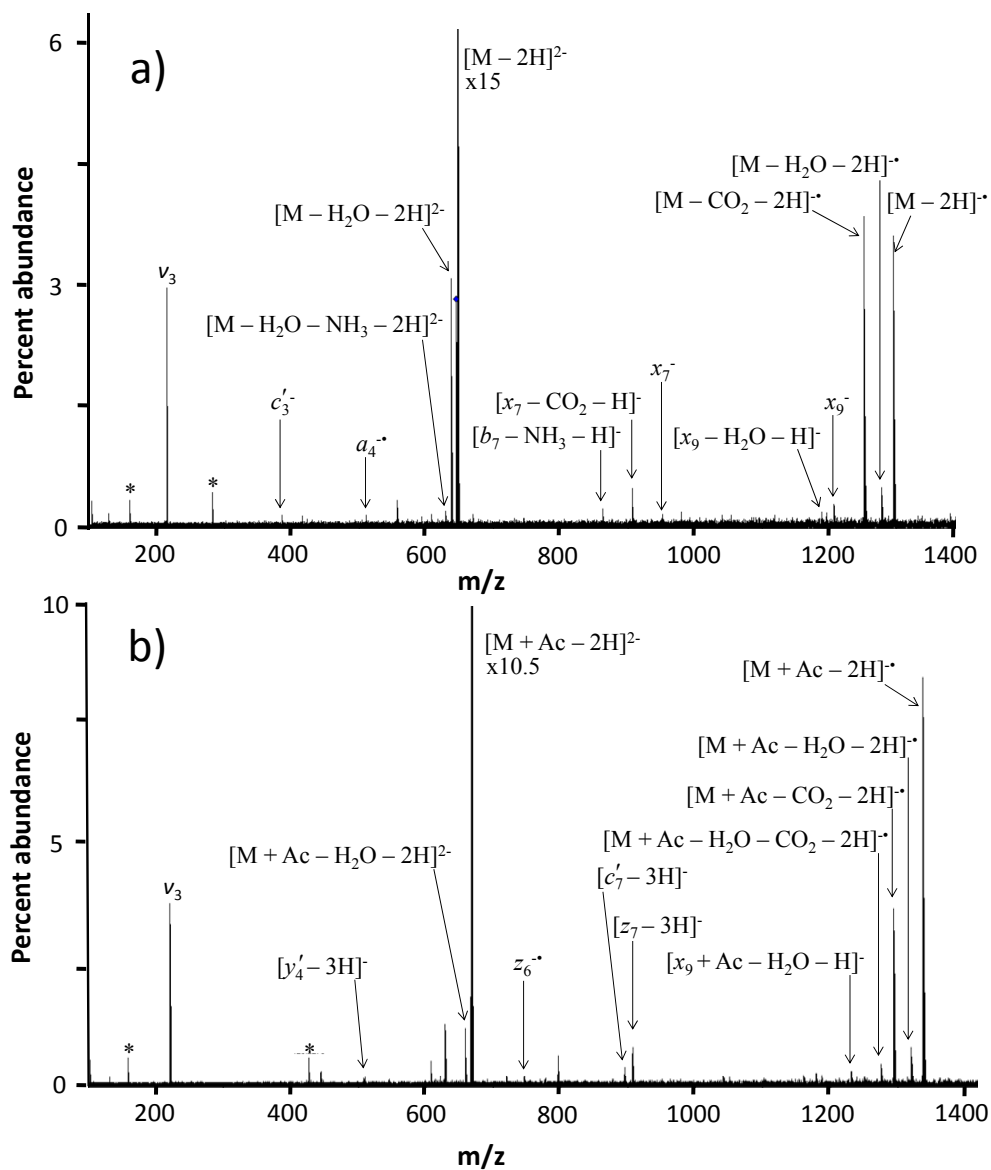 a)
6
3
0
Percent abundance
[M – 2H]²⁻
x15
[M – H₂O – 2H]²⁻
ν₃
[M – H₂O – NH₃ – 2H]²⁻
c′₃⁻
a₄⁻•
*
*
[M – H₂O – 2H]⁻•
[M – CO₂ – 2H]⁻•
[M – 2H]⁻•
x₇⁻
[x₇ – CO₂ – H]⁻
[b₇ – NH₃ – H]⁻
x₉⁻
[x₉ – H₂O – H]⁻
200 400 600 800 1000 1200 1400
m/z
b)
10
5
0
Percent abundance
[M + Ac – 2H]²⁻
x10.5
[M + Ac – 2H]⁻•
[M + Ac – H₂O – 2H]⁻•
[M + Ac – CO₂ – 2H]⁻•
[M + Ac – H₂O – CO₂ – 2H]⁻•
[M + Ac – H₂O – 2H]²⁻
[c′₇ – 3H]⁻
ν₃
[z₇ – 3H]⁻
[y′₄ – 3H]⁻
z₆⁻•
[x₉ + Ac – H₂O – H]⁻
*
*
200 400 600 800 1000 1200 1400
m/z